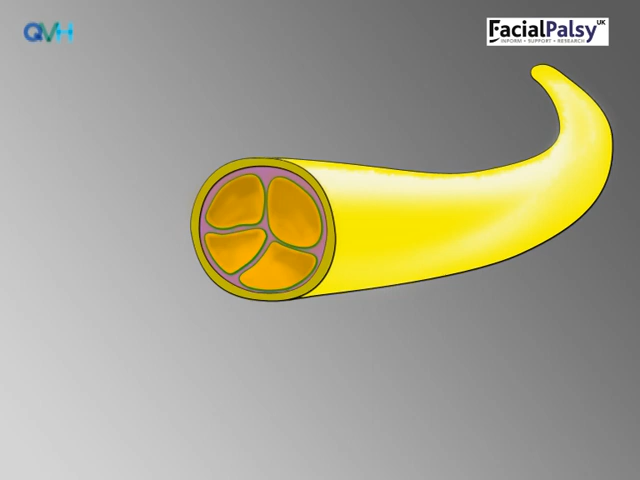 QVH
FacialPalsy UK
INFORM • SUPPORT • RESEARCH